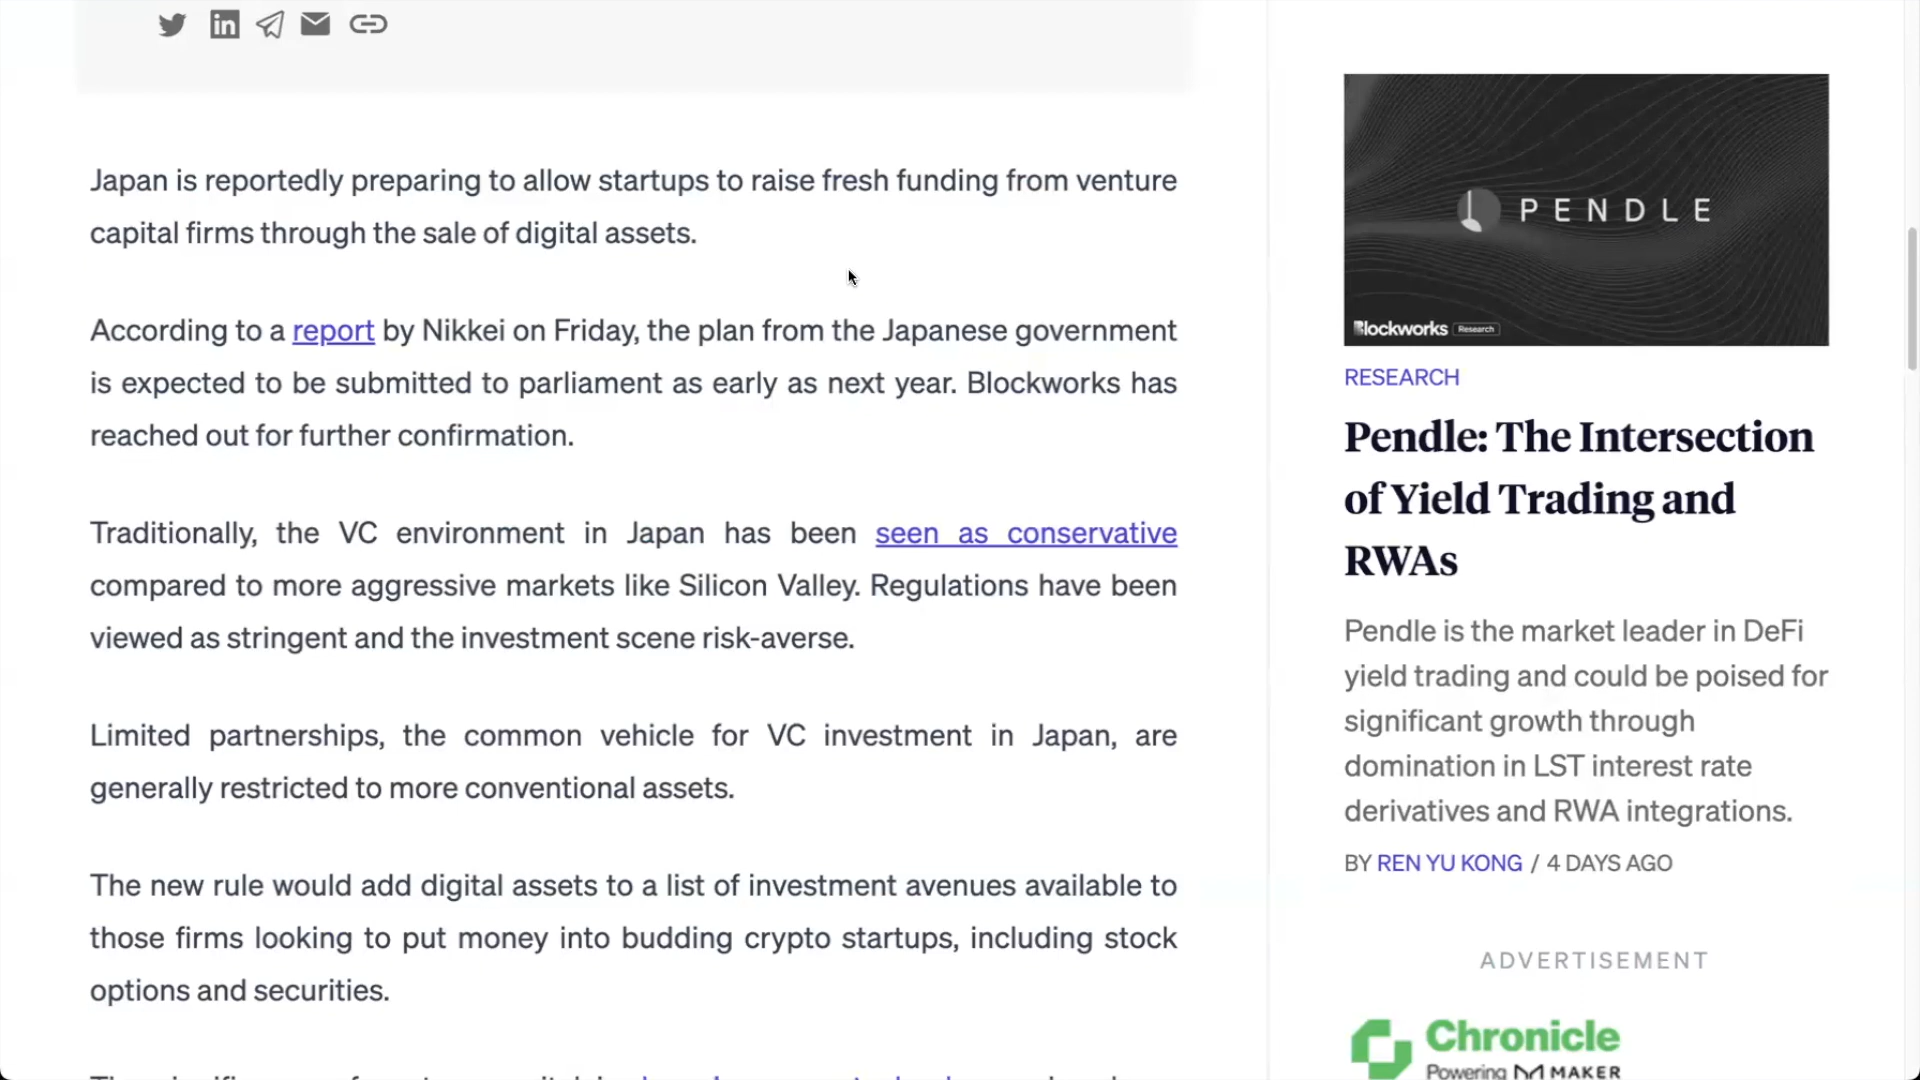 Japan is reportedly preparing to allow startups to raise fresh funding from venture
capital firms through the sale of digital assets.
According to a report by Nikkei on Friday, the plan from the Japanese government
is expected to be submitted to parliament as early as next year. Blockworks has
reached out for further confirmation.
Traditionally, the VC environment in Japan has been seen as conservative
compared to more aggressive markets like Silicon Valley. Regulations have been
viewed as stringent and the investment scene risk-averse.
Limited partnerships, the common vehicle for VC investment in Japan, are
generally restricted to more conventional assets.
The new rule would add digital assets to a list of investment avenues available to
those firms looking to put money into budding crypto startups, including stock
options and securities.
PENDLE
Blockworks Research
RESEARCH
Pendle: The Intersection
of Yield Trading and
RWAs
Pendle is the market leader in DeFi
yield trading and could be poised for
significant growth through
domination in LST interest rate
derivatives and RWA integrations.
BY REN YU KONG / 4 DAYS AGO
ADVERTISEMENT
Chronicle
Powering MAKER